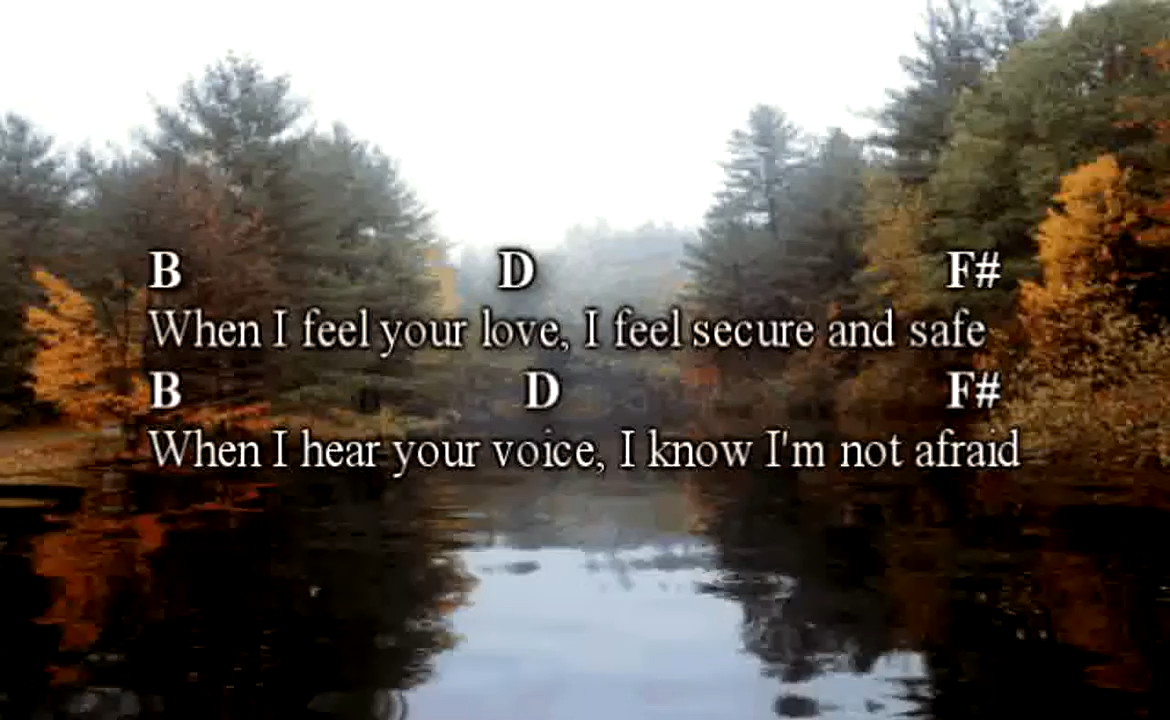 B D F#
When I feel your love, I feel secure and safe
B D F#
When I hear your voice, I know I'm not afraid